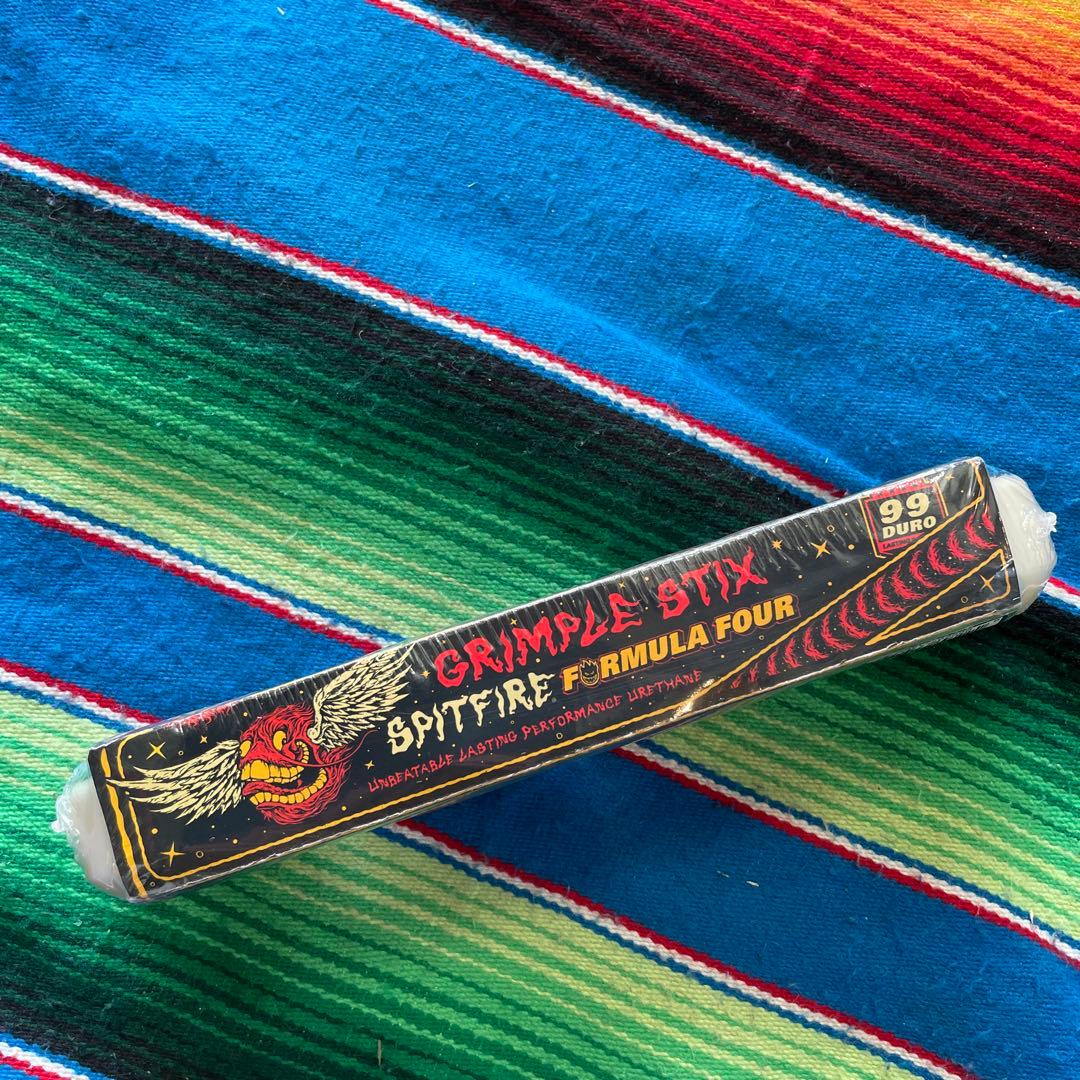 99
DURO
GRIMPLE STIX
SPITFIRE FORMULA FOUR
UNBEATABLE LASTING PERFORMANCE URETHANE